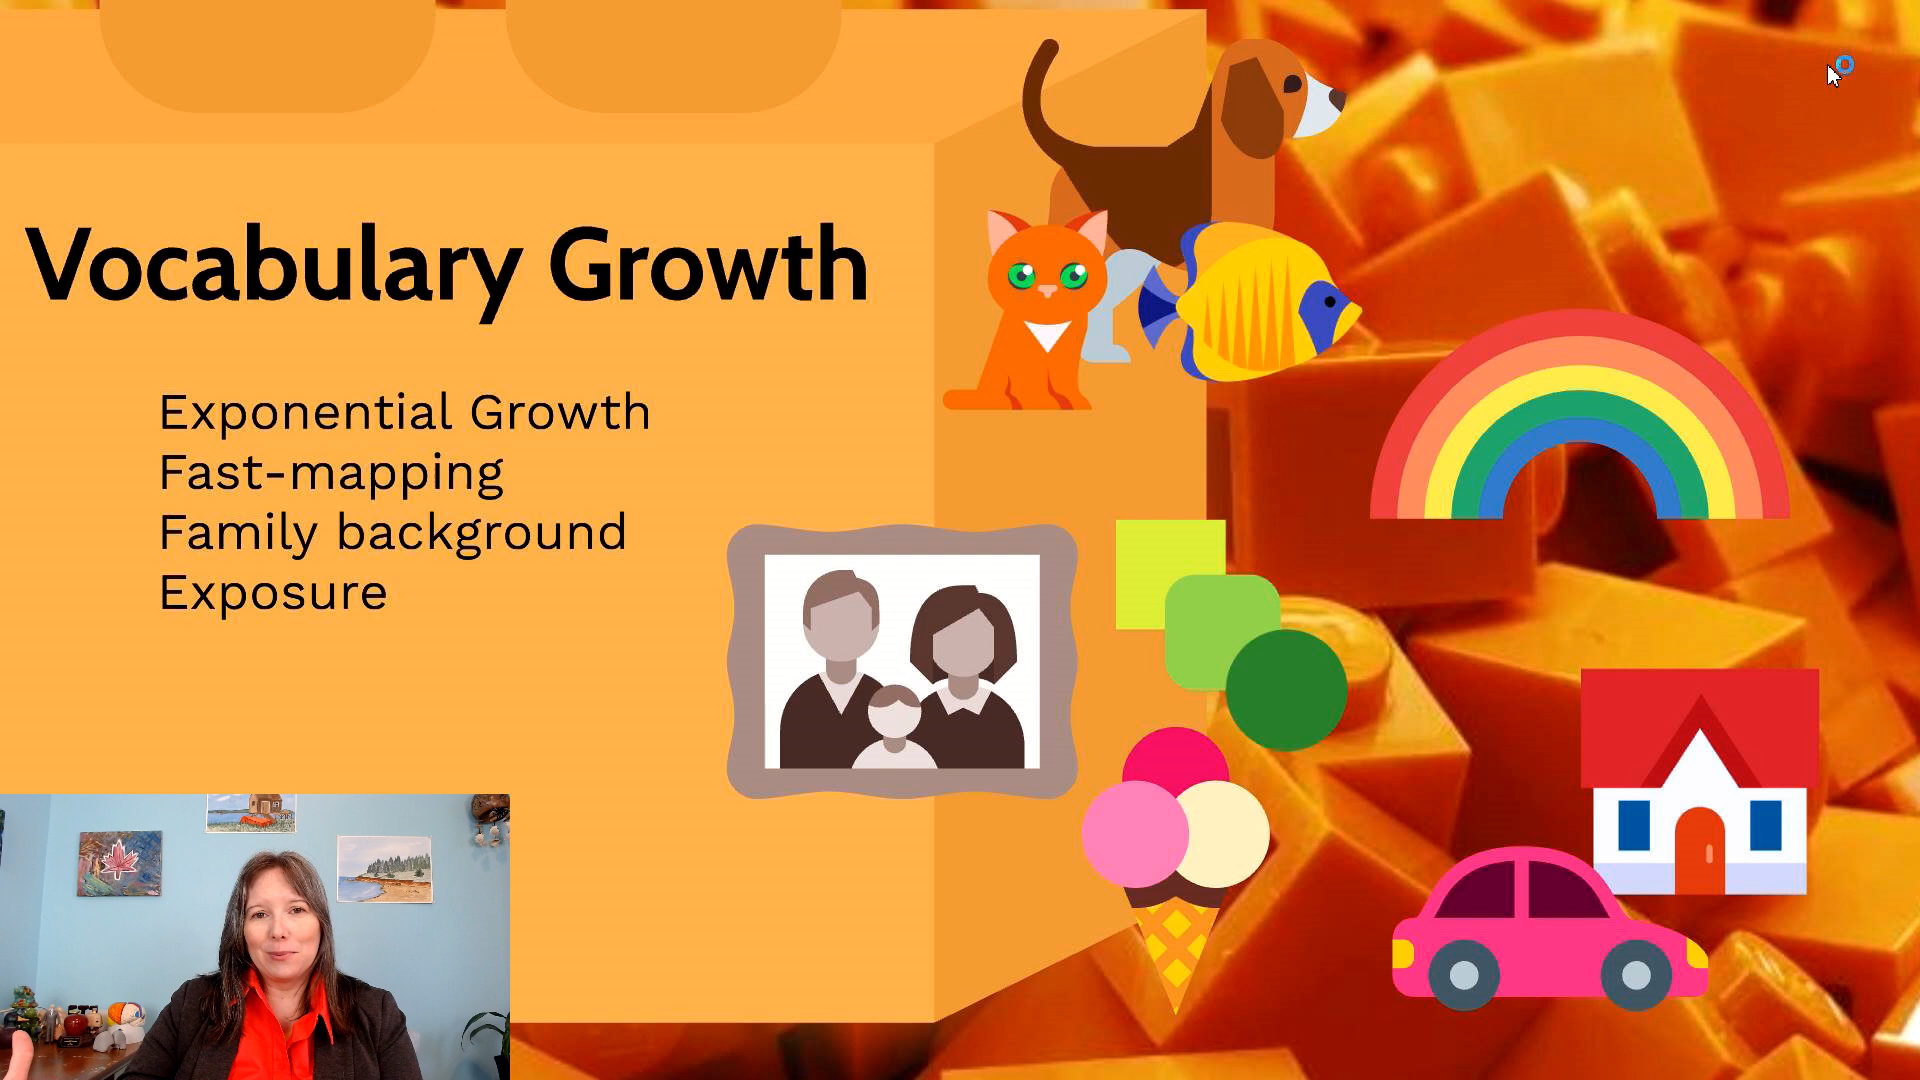 Vocabulary Growth
Exponential Growth
Fast-mapping
Family background
Exposure